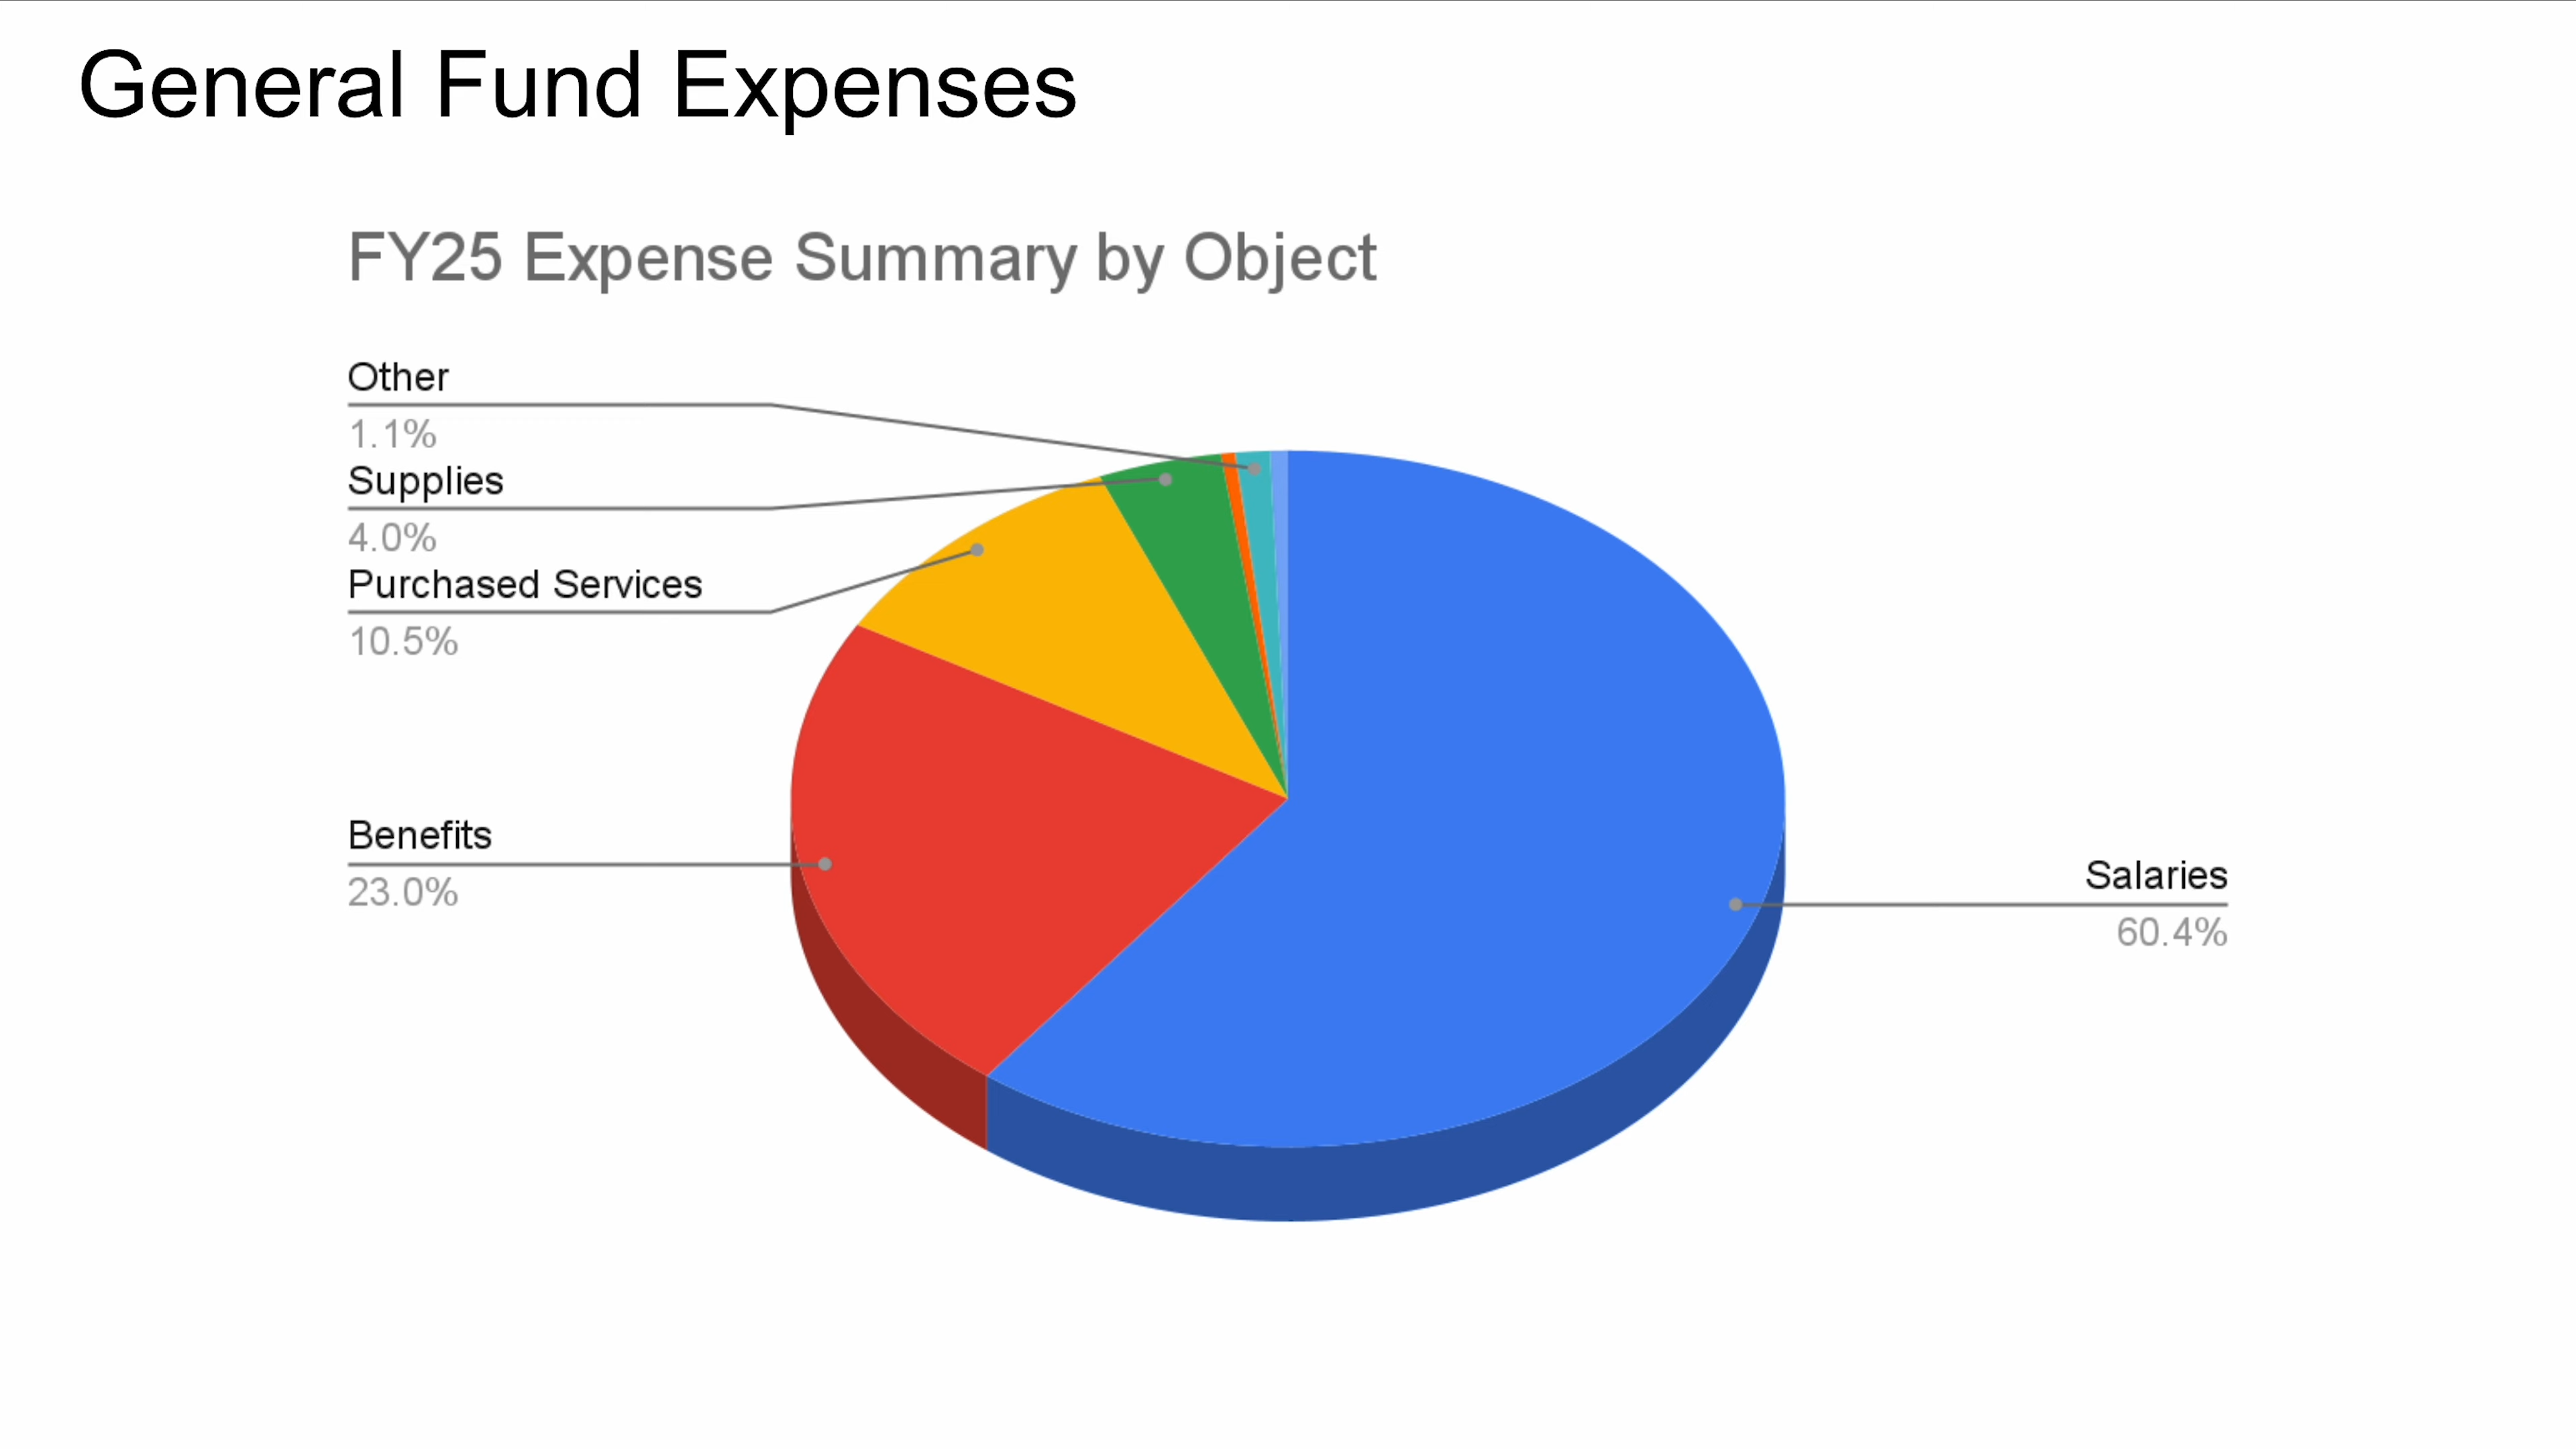 General Fund Expenses
FY25 Expense Summary by Object
Other
1.1%
Supplies
4.0%
Purchased Services
10.5%
Benefits
23.0%
Salaries
60.4%